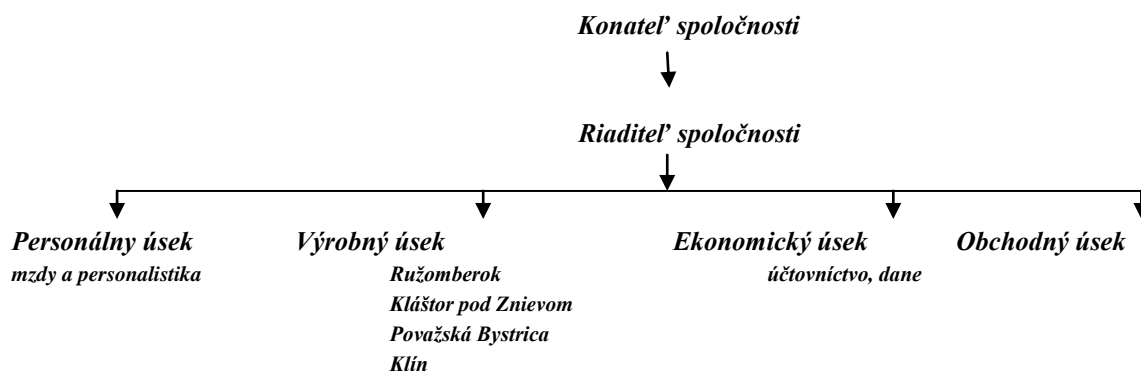 Konateľ spoločnosti
Riaditeľ spoločnosti
Personálny úsek Výrobný úsek Ekonomický úsek Obchodný úsek
mzdy a personalistika Ružomberok účtovníctvo, dane
Kláštor pod Znievom
Považská Bystrica
Klín